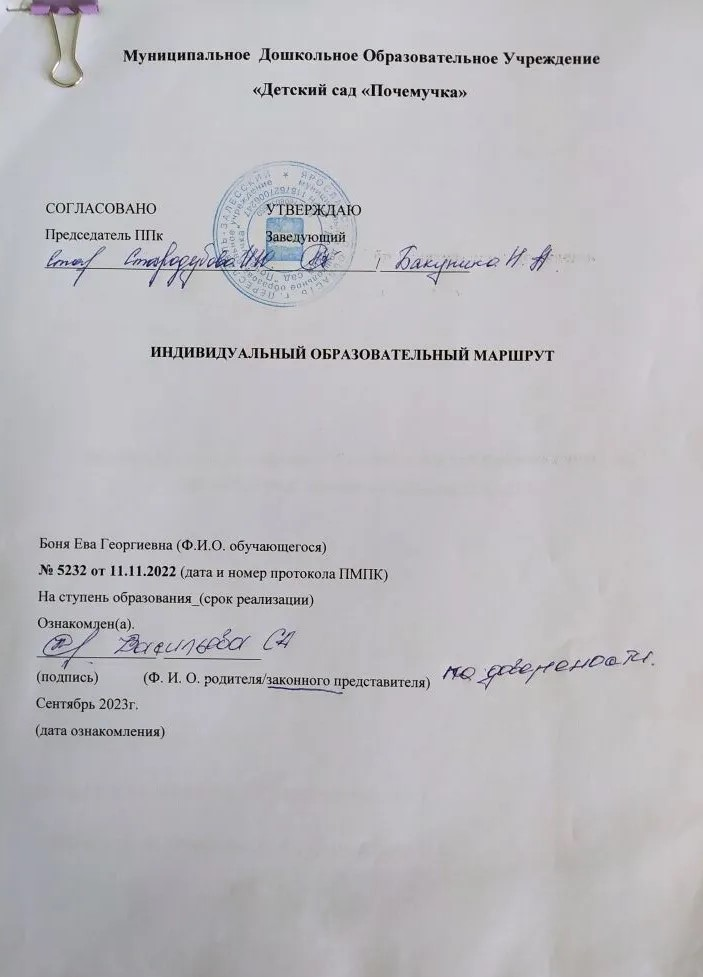 Муниципальное Дошкольное Образовательное Учреждение
«Детский сад «Почемучка»
СОГЛАСОВАНО УТВЕРЖДАЮ
Председатель ППк Заведующий
Стародубова Бакунина Н.А.
ИНДИВИДУАЛЬНЫЙ ОБРАЗОВАТЕЛЬНЫЙ МАРШРУТ
Боня Ева Георгиевна (Ф.И.О. обучающегося)
№ 5232 от 11.11.2022 (дата и номер протокола ПМПК)
На ступень образования_(срок реализации)
Ознакомлен(а).
Васильева СА
(подпись) (Ф. И. О. родителя/законного представителя) по
Сентябрь 2023г.
(дата ознакомления)